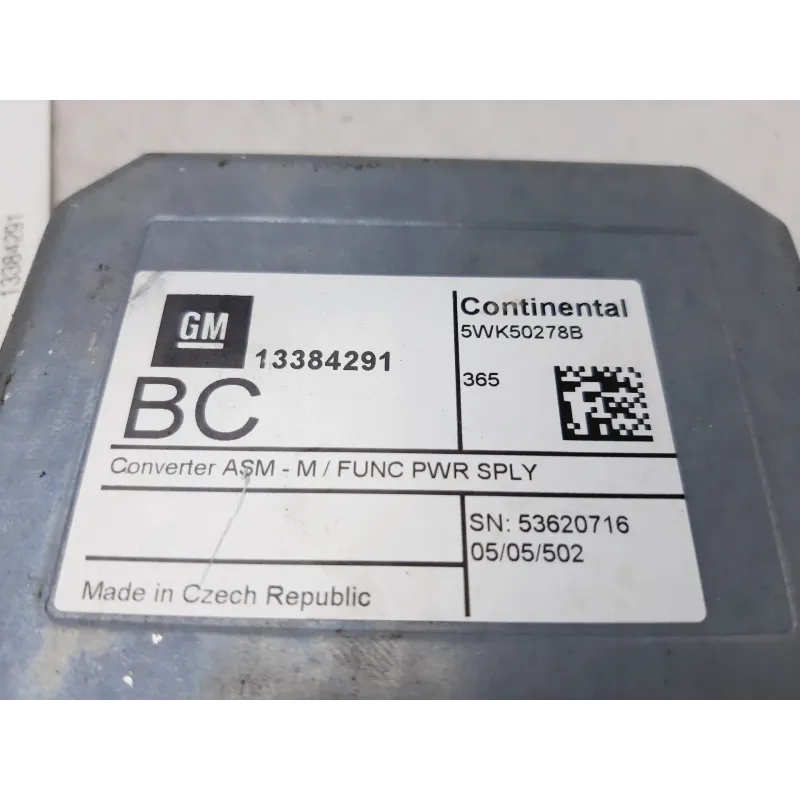 13384291
GM
13384291
BC
Continental
5WK50278B
365
Converter ASM - M / FUNC PWR SPLY
SN: 53620716
05/05/502
Made in Czech Republic